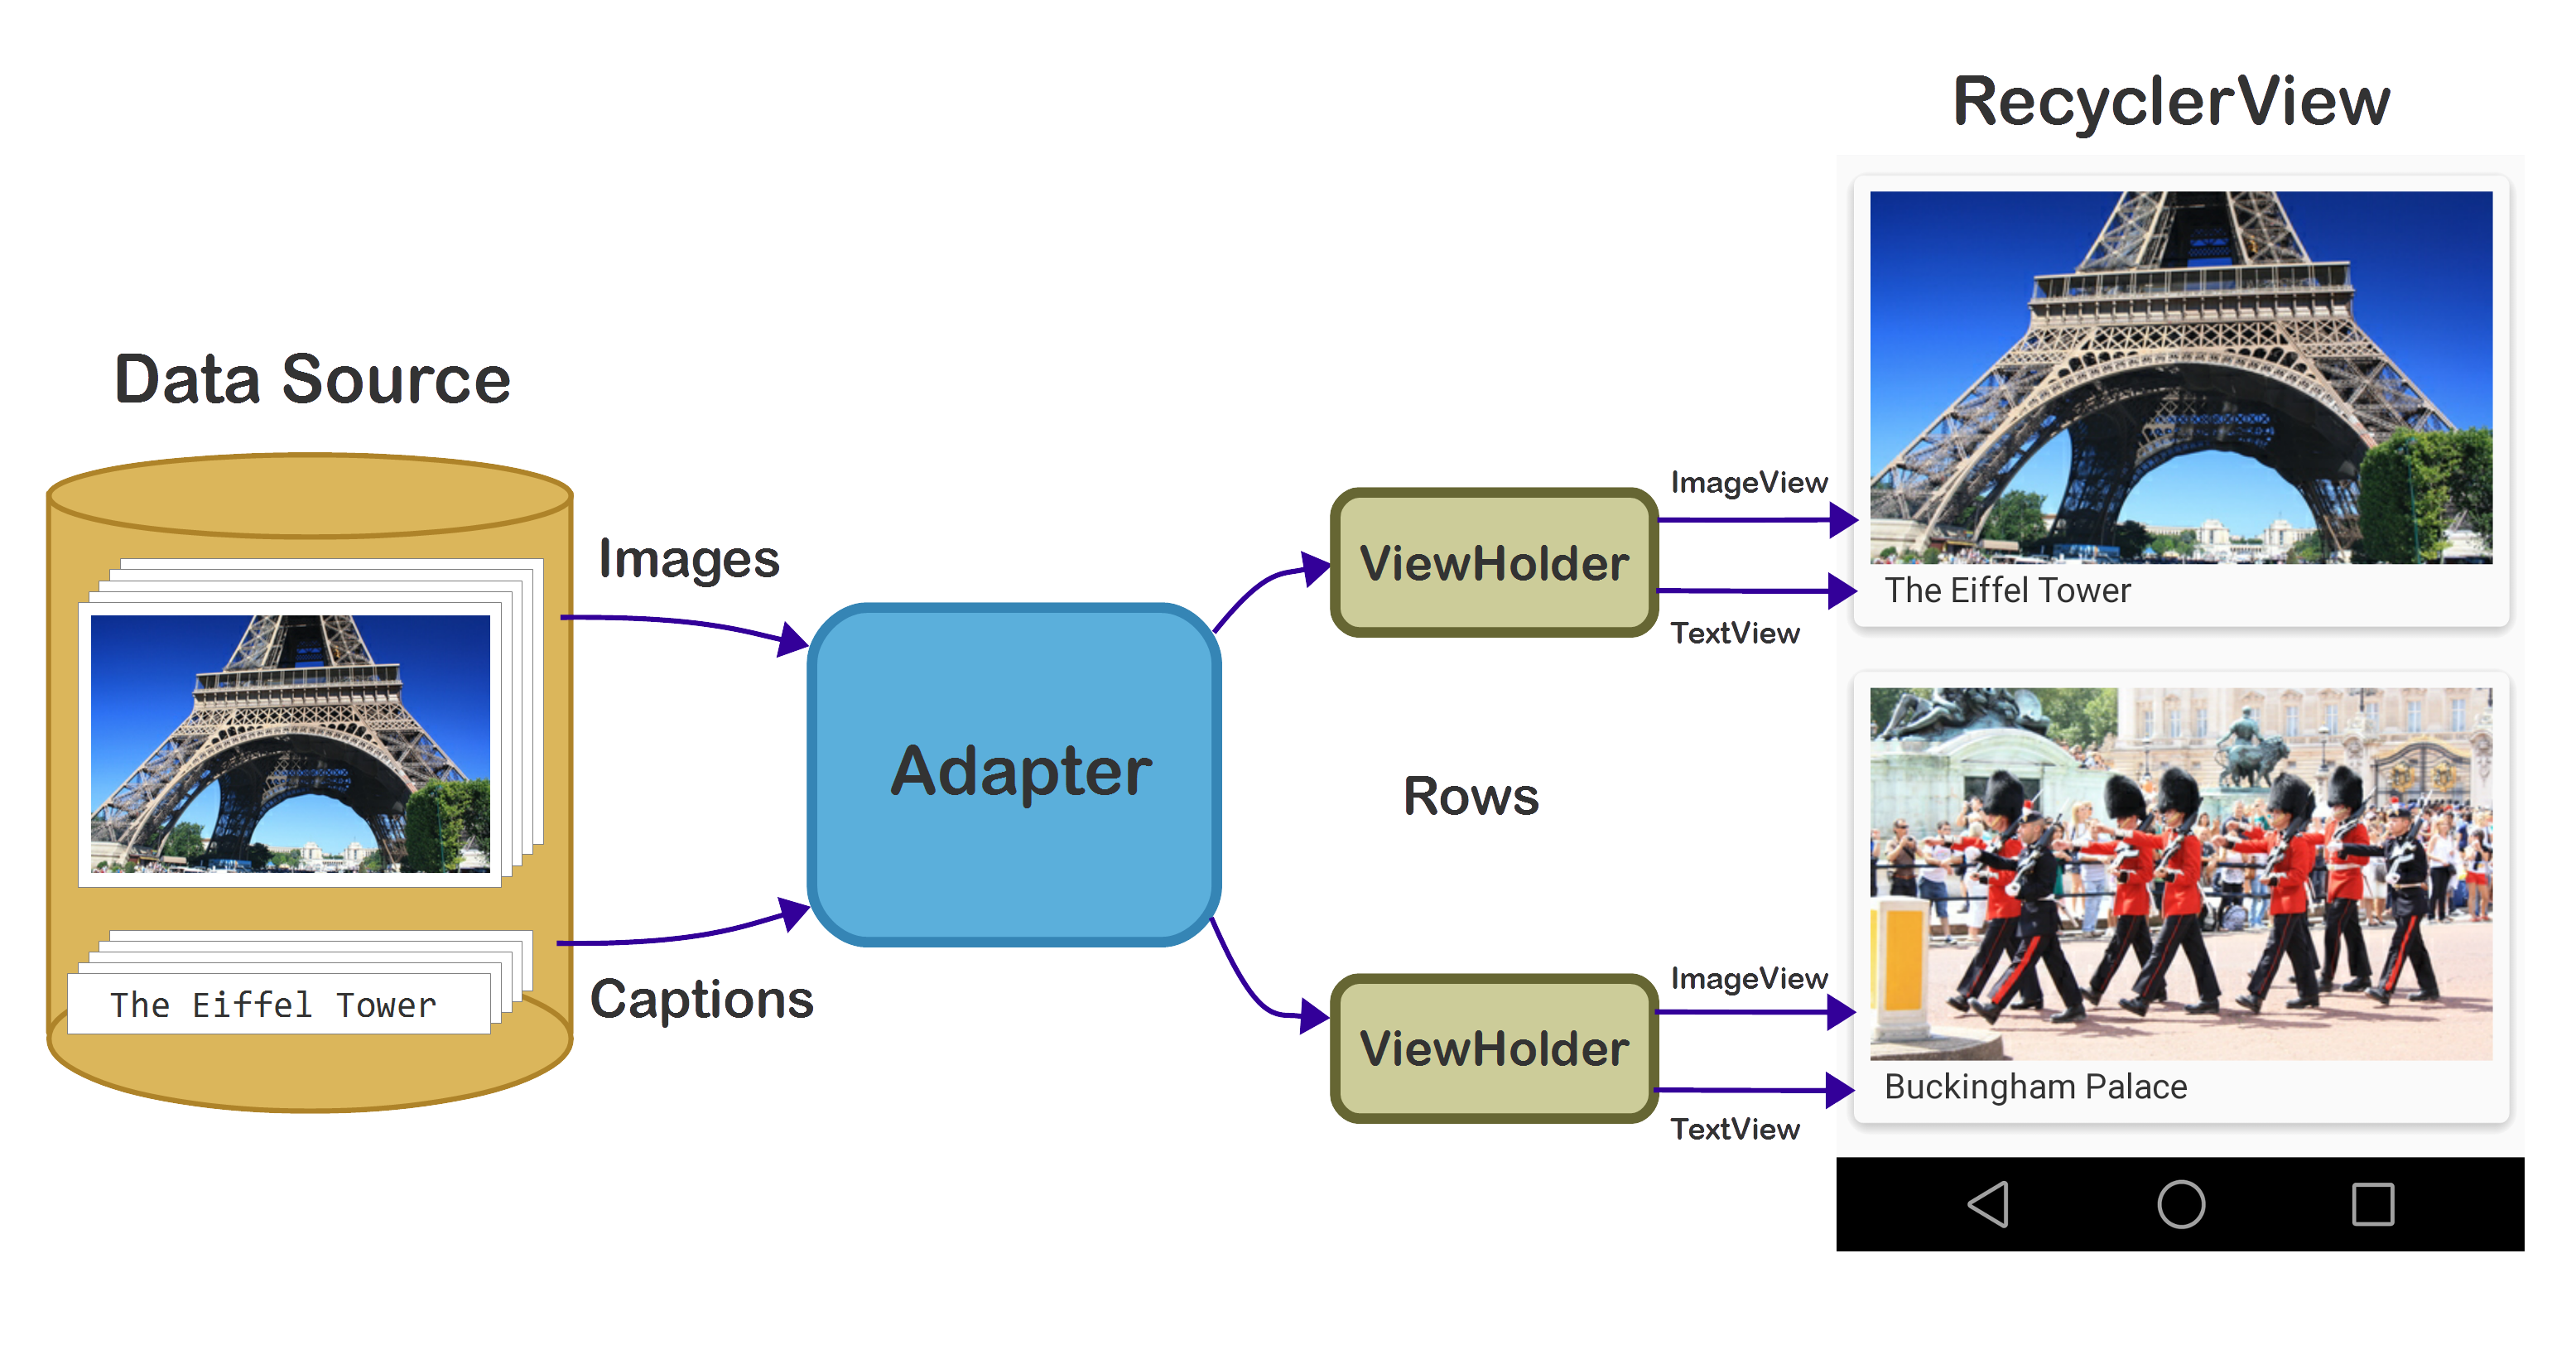 RecyclerView
Data Source
Images
Captions
The Eiffel Tower
Adapter
ViewHolder
ImageView
TextView
The Eiffel Tower
Rows
ViewHolder
ImageView
TextView
Buckingham Palace